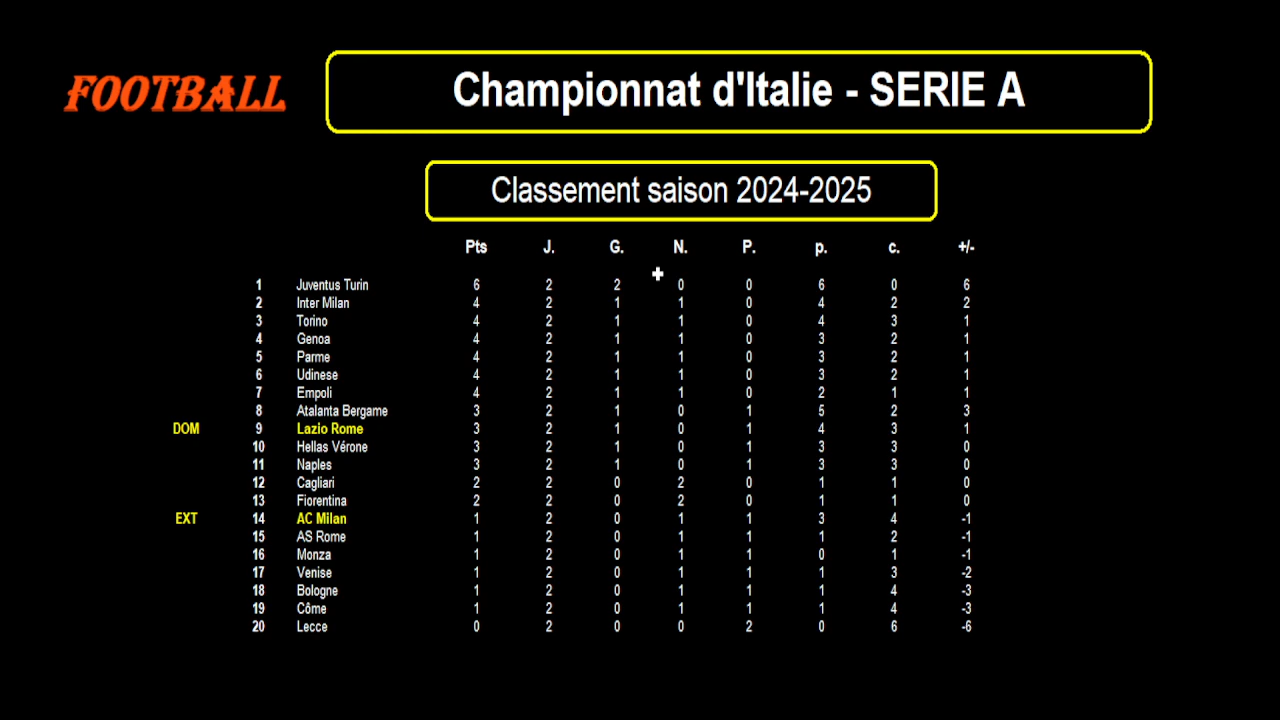 FOOTBALL
Championnat d'Italie - SERIE A
Classement saison 2024-2025
Pts J. G. N. P. p. c. +/-
1 Juventus Turin 6 2 2 0 0 6 0 6
2 Inter Milan 4 2 1 1 0 4 2 2
3 Torino 4 2 1 1 0 4 3 1
4 Genoa 4 2 1 1 0 3 2 1
5 Parme 4 2 1 1 0 3 2 1
6 Udinese 4 2 1 1 0 3 2 1
7 Empoli 4 2 1 1 0 2 1 1
8 Atalanta Bergame 3 2 1 0 1 5 2 3
DOM 9 Lazio Rome 3 2 1 0 1 4 3 1
10 Hellas Vérone 3 2 1 0 1 3 3 0
11 Naples 3 2 1 0 1 3 3 0
12 Cagliari 2 2 0 2 0 1 1 0
13 Fiorentina 2 2 0 2 0 1 1 0
EXT 14 AC Milan 1 2 0 1 1 3 4 -1
15 AS Rome 1 2 0 1 1 1 2 -1
16 Monza 1 2 0 1 1 0 1 -1
17 Venise 1 2 0 1 1 1 3 -2
18 Bologne 1 2 0 1 1 1 4 -3
19 Côme 1 2 0 1 1 1 4 -3
20 Lecce 0 2 0 0 2 0 6 -6